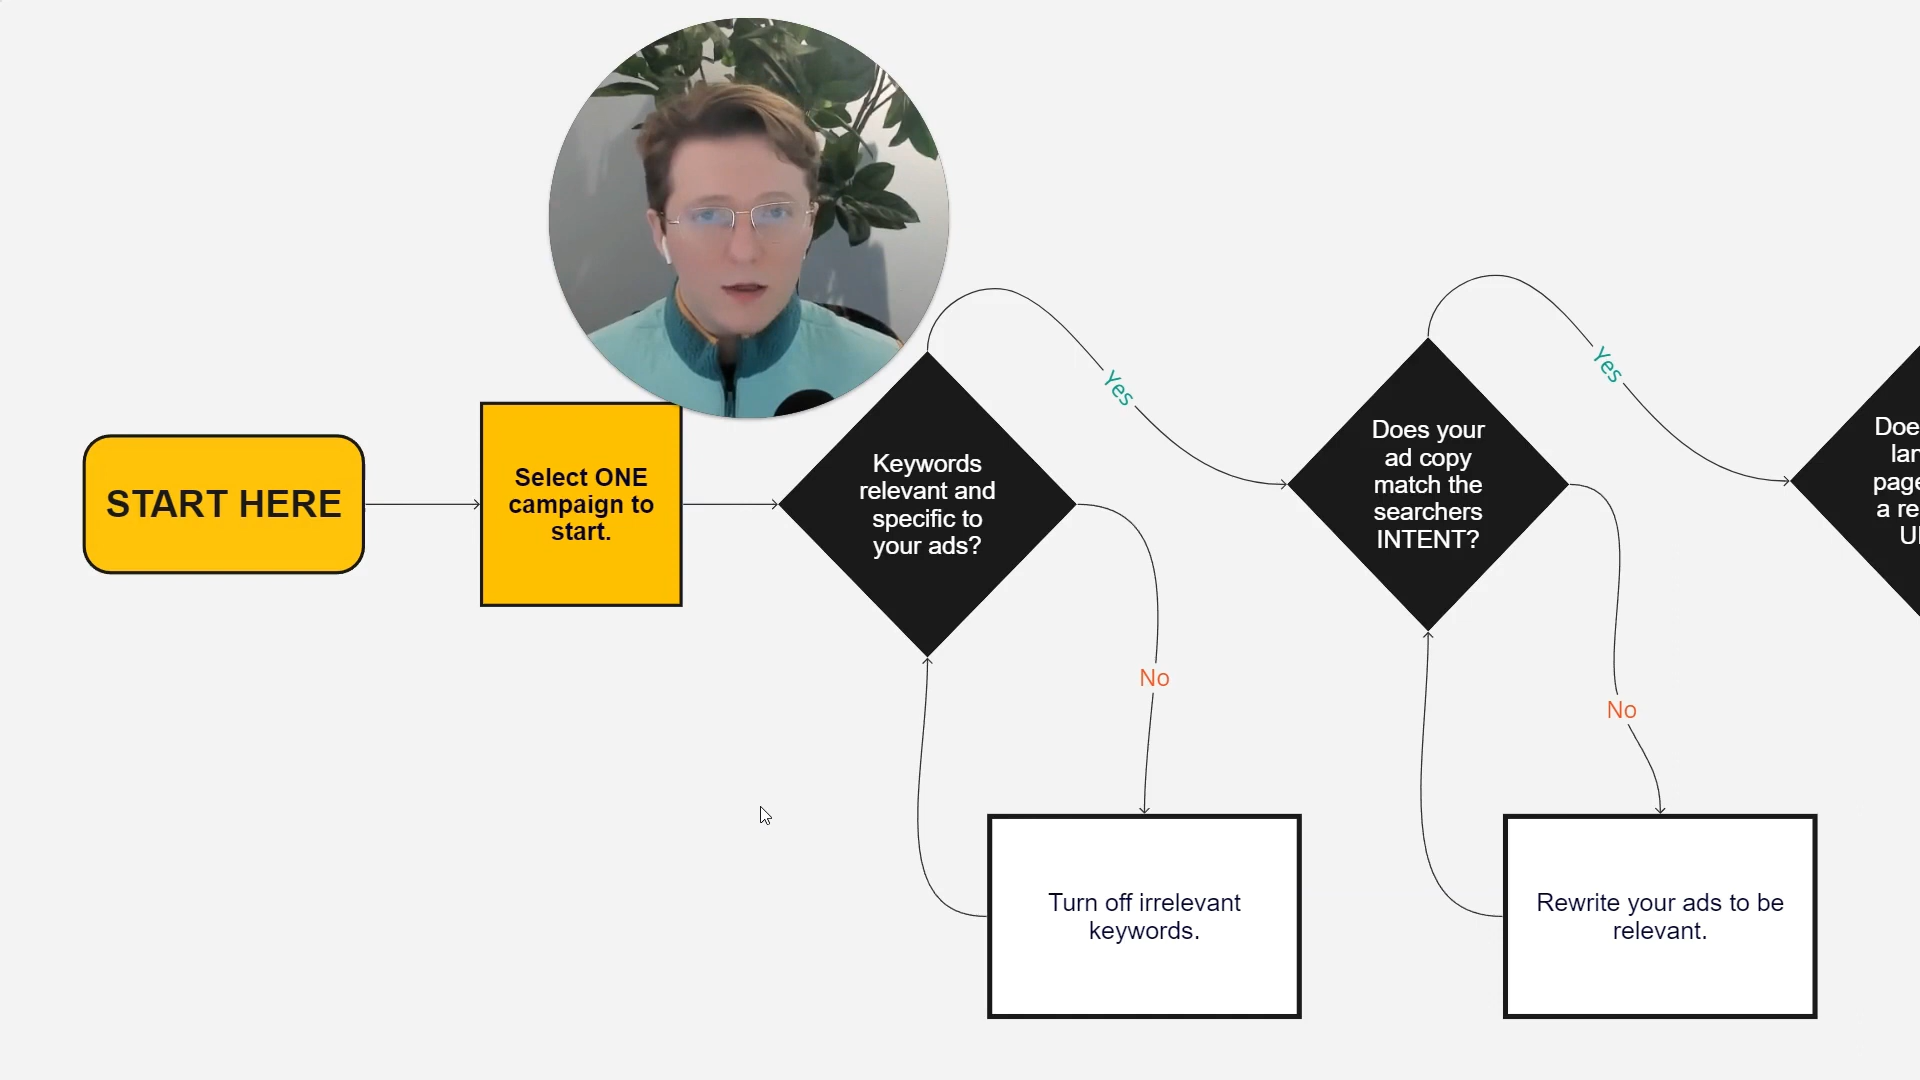 START HERE
Select ONE
campaign to
start.
Keywords
relevant and
specific to
your ads?
Yes
No
Turn off irrelevant
keywords.
Does your
ad copy
match the
searchers
INTENT?
Yes
No
Rewrite your ads to be
relevant.
a